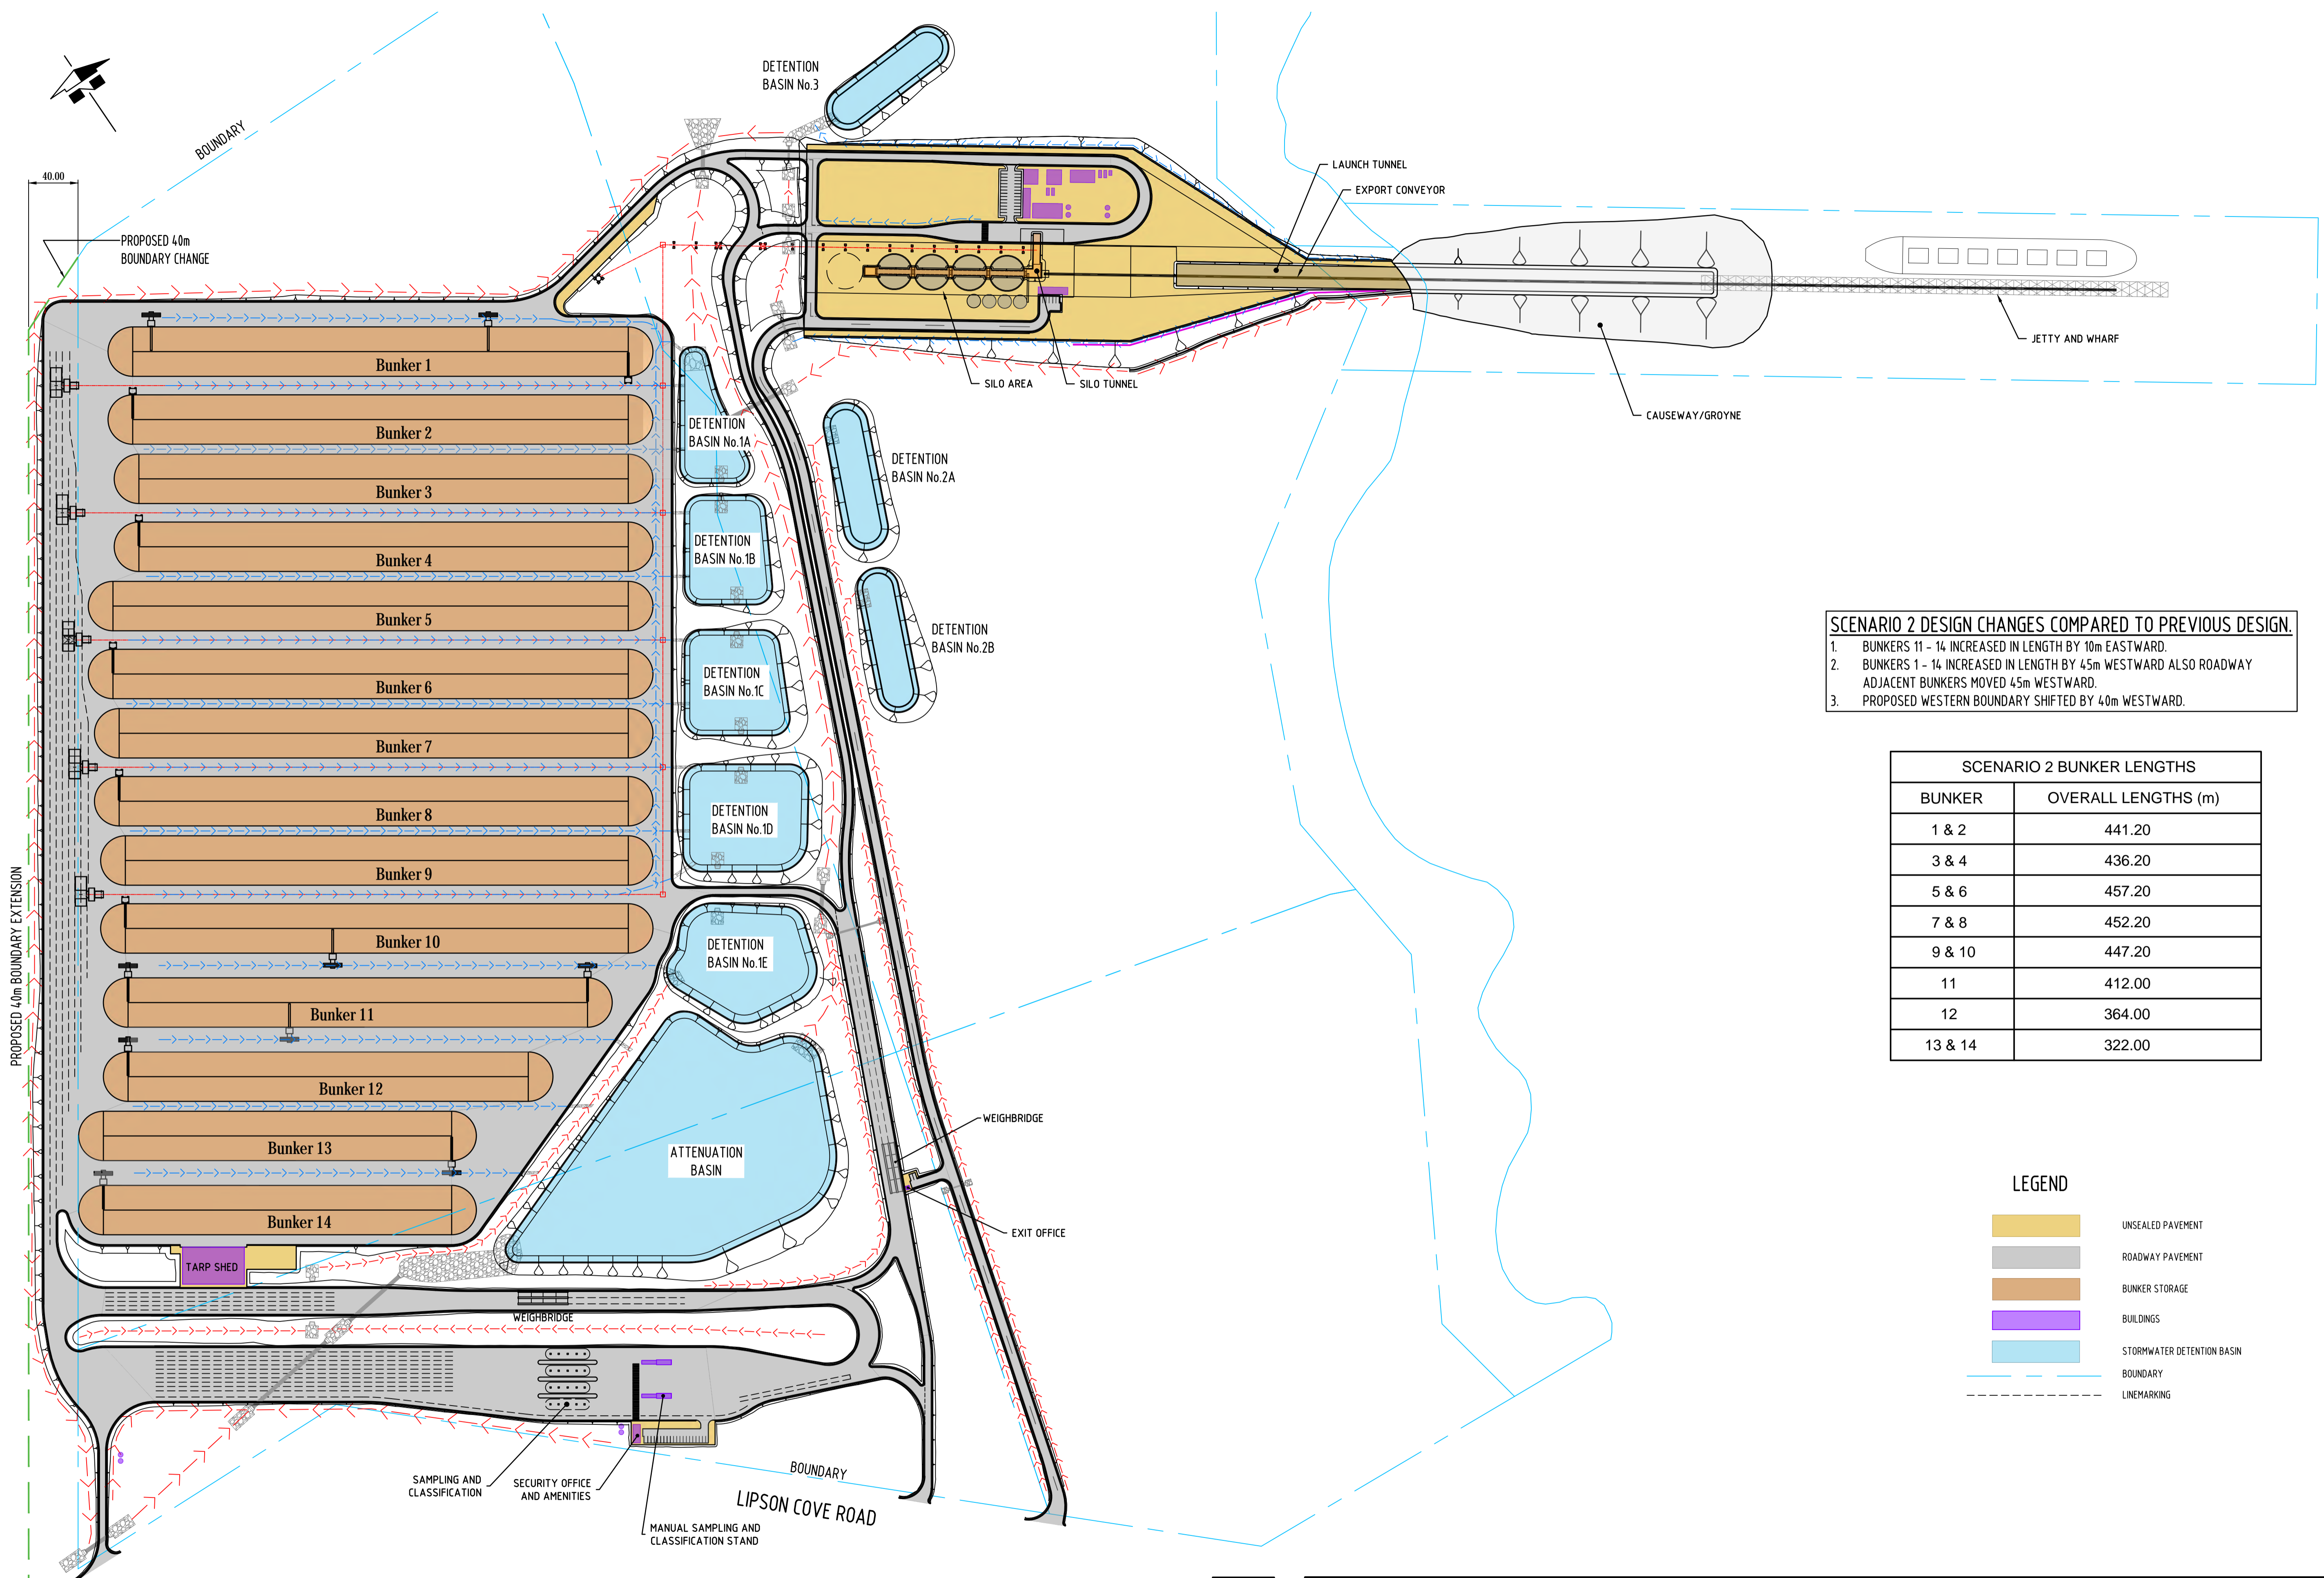 DETENTION
BASIN No.3
BOUNDARY
40.00
PROPOSED 40m
BOUNDARY CHANGE
LAUNCH TUNNEL
EXPORT CONVEYOR
JETTY AND WHARF
SILO AREA
SILO TUNNEL
CAUSEWAY/GROYNE
Bunker 1
Bunker 2
Bunker 3
Bunker 4
Bunker 5
Bunker 6
Bunker 7
Bunker 8
Bunker 9
Bunker 10
Bunker 11
Bunker 12
Bunker 13
Bunker 14
DETENTION
BASIN No.1A
DETENTION
BASIN No.2A
DETENTION
BASIN No.1B
DETENTION
BASIN No.2B
DETENTION
BASIN No.1C
DETENTION
BASIN No.1D
DETENTION
BASIN No.1E
ATTENUATION
BASIN
PROPOSED 40m BOUNDARY EXTENSION
WEIGHBRIDGE
EXIT OFFICE
TARP SHED
WEIGHBRIDGE
SAMPLING AND
CLASSIFICATION
SECURITY OFFICE
AND AMENITIES
MANUAL SAMPLING AND
CLASSIFICATION STAND
BOUNDARY
LIPSON COVE ROAD
SCENARIO 2 DESIGN CHANGES COMPARED TO PREVIOUS DESIGN.
1. BUNKERS 11 - 14 INCREASED IN LENGTH BY 10m EASTWARD.
2. BUNKERS 1 - 14 INCREASED IN LENGTH BY 45m WESTWARD ALSO ROADWAY
ADJACENT BUNKERS MOVED 45m WESTWARD.
3. PROPOSED WESTERN BOUNDARY SHIFTED BY 40m WESTWARD.
SCENARIO 2 BUNKER LENGTHS
BUNKER OVERALL LENGTHS (m)
1 & 2 441.20
3 & 4 436.20
5 & 6 457.20
7 & 8 452.20
9 & 10 447.20
11 412.00
12 364.00
13 & 14 322.00
LEGEND
UNSEALED PAVEMENT
ROADWAY PAVEMENT
BUNKER STORAGE
BUILDINGS
STORMWATER DETENTION BASIN
BOUNDARY
LINEMARKING